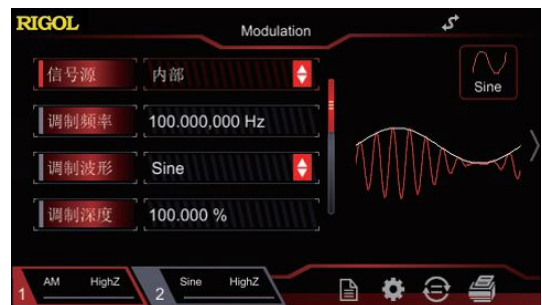 RIGOL
Modulation
信号源 内部
Sine
调制频率 100.000,000 Hz
调制波形 Sine
调制深度 100.000 %
1 AM HighZ 2 Sine HighZ